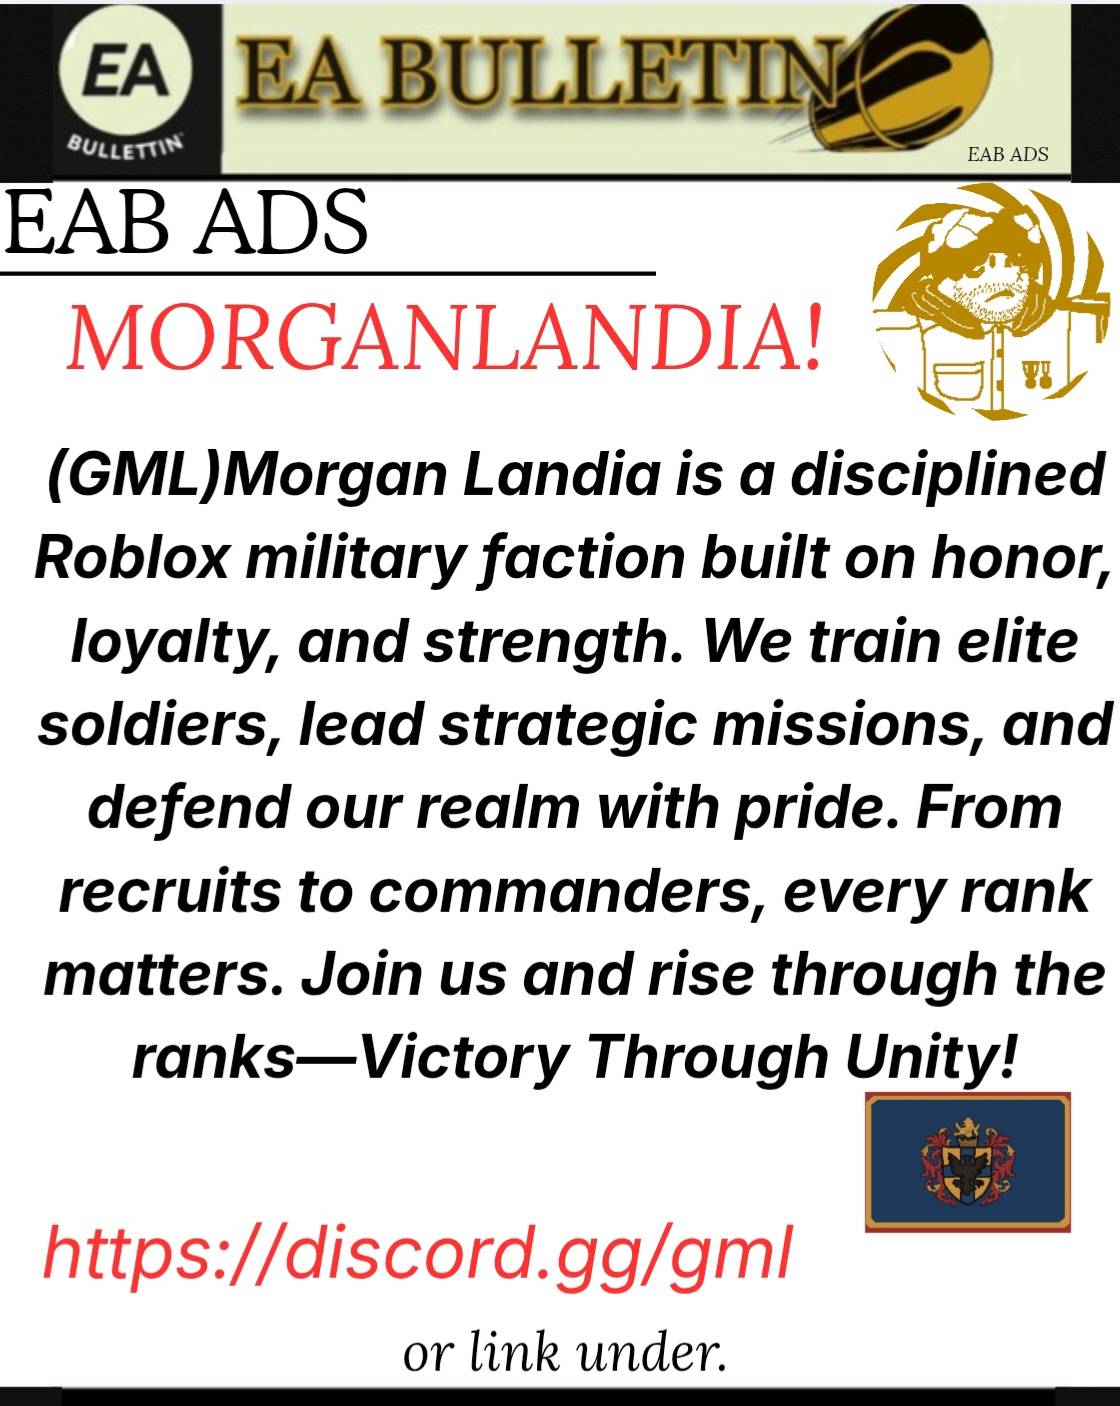 EA
BULLETTIN
EA BULLETIN
EAB ADS
EAB ADS
MORGANLANDIA!
(GML)Morgan Landia is a disciplined
Roblox military faction built on honor,
loyalty, and strength. We train elite
soldiers, lead strategic missions, and
defend our realm with pride. From
recruits to commanders, every rank
matters. Join us and rise through the
ranks—Victory Through Unity!
https://discord.gg/gml
or link under.